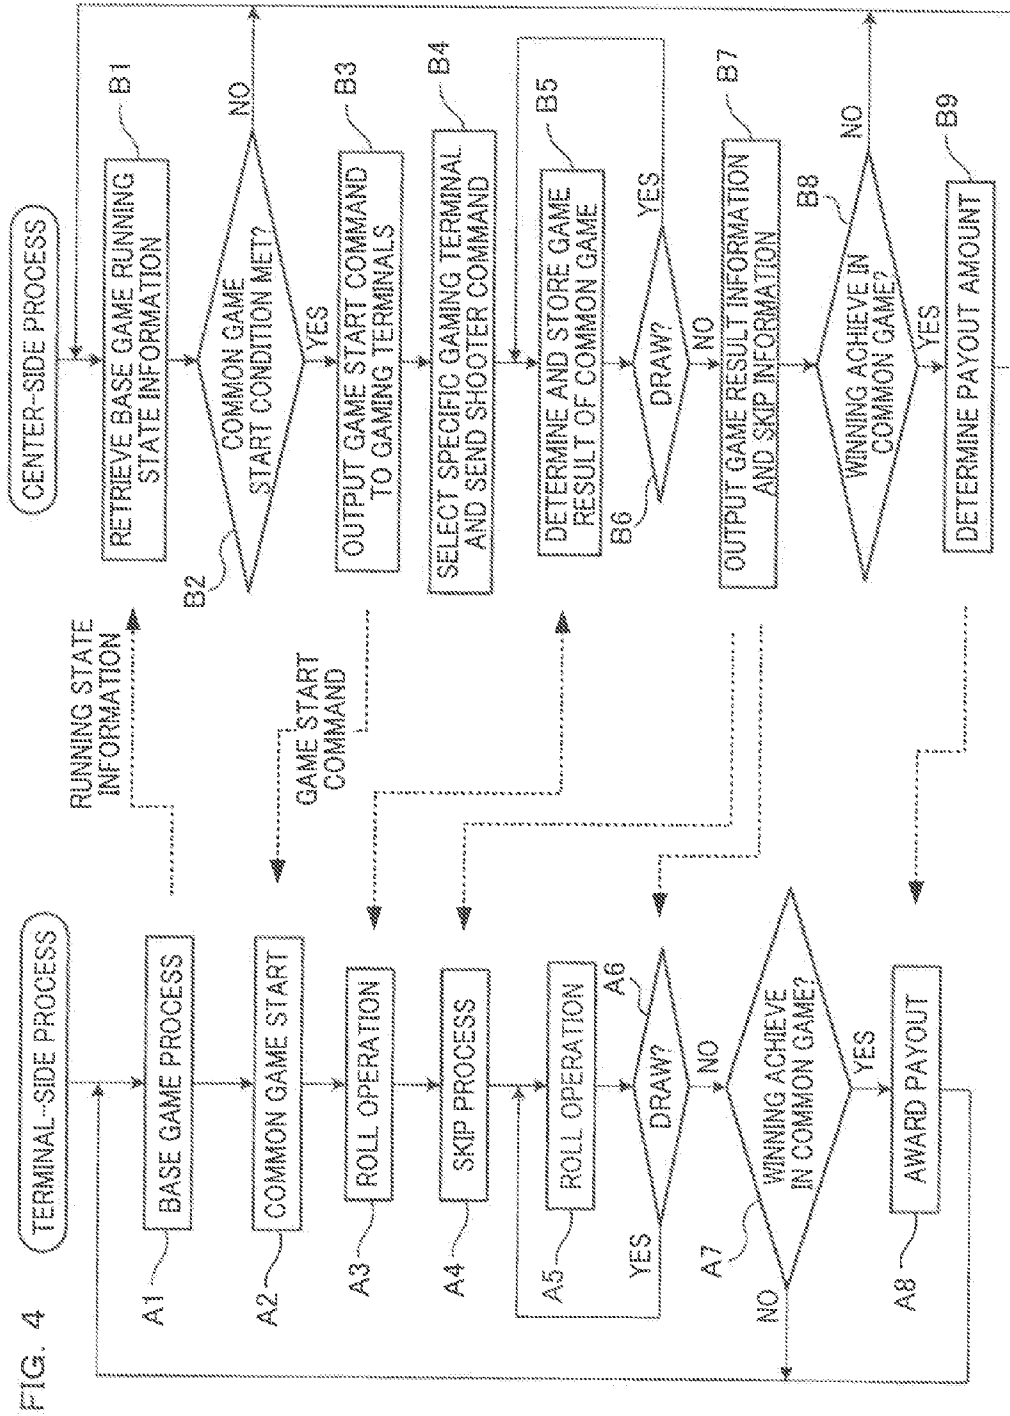 FIG. 4
TERMINAL-SIDE PROCESS
A1
BASE GAME PROCESS
A2
COMMON GAME START
A3
ROLL OPERATION
A4
SKIP PROCESS
A5
ROLL OPERATION
A6
DRAW?
YES
NO
A7
WINNING ACHIEVE
IN COMMON GAME?
NO
YES
A8
AWARD PAYOUT
RUNNING STATE
INFORMATION
GAME START
COMMAND
CENTER-SIDE PROCESS
B1
RETRIEVE BASE GAME RUNNING
STATE INFORMATION
B2
COMMON GAME
START CONDITION MET?
NO
YES
B3
OUTPUT GAME START COMMAND
TO GAMING TERMINALS
B4
SELECT SPECIFIC GAMING TERMINAL
AND SEND SHOOTER COMMAND
B5
DETERMINE AND STORE GAME
RESULT OF COMMON GAME
B6
DRAW?
YES
NO
B7
OUTPUT GAME RESULT INFORMATION
AND SKIP INFORMATION
B8
WINNING ACHIEVE IN
COMMON GAME?
NO
YES
B9
DETERMINE PAYOUT AMOUNT